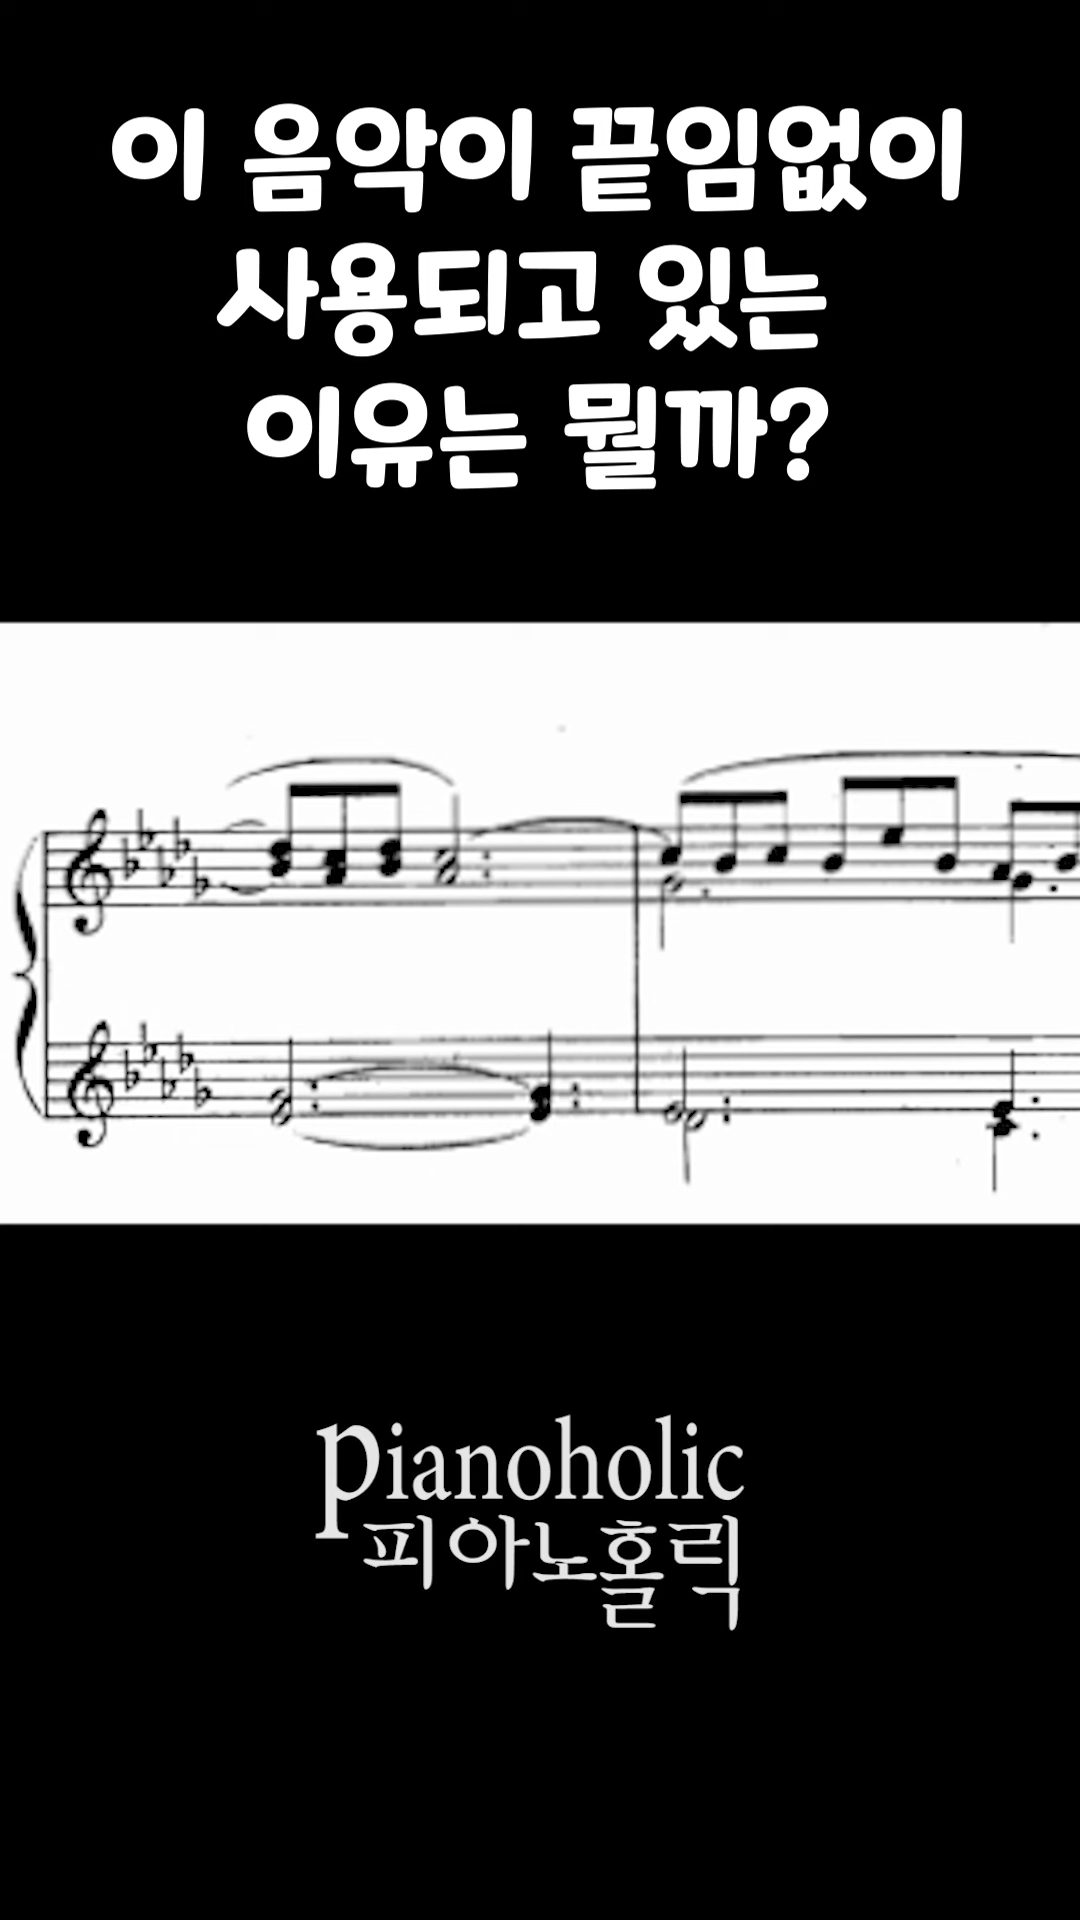 이 음악이 끝임없이
사용되고 있는
이유는 뭘까?
pianoholic
피아노홀릭